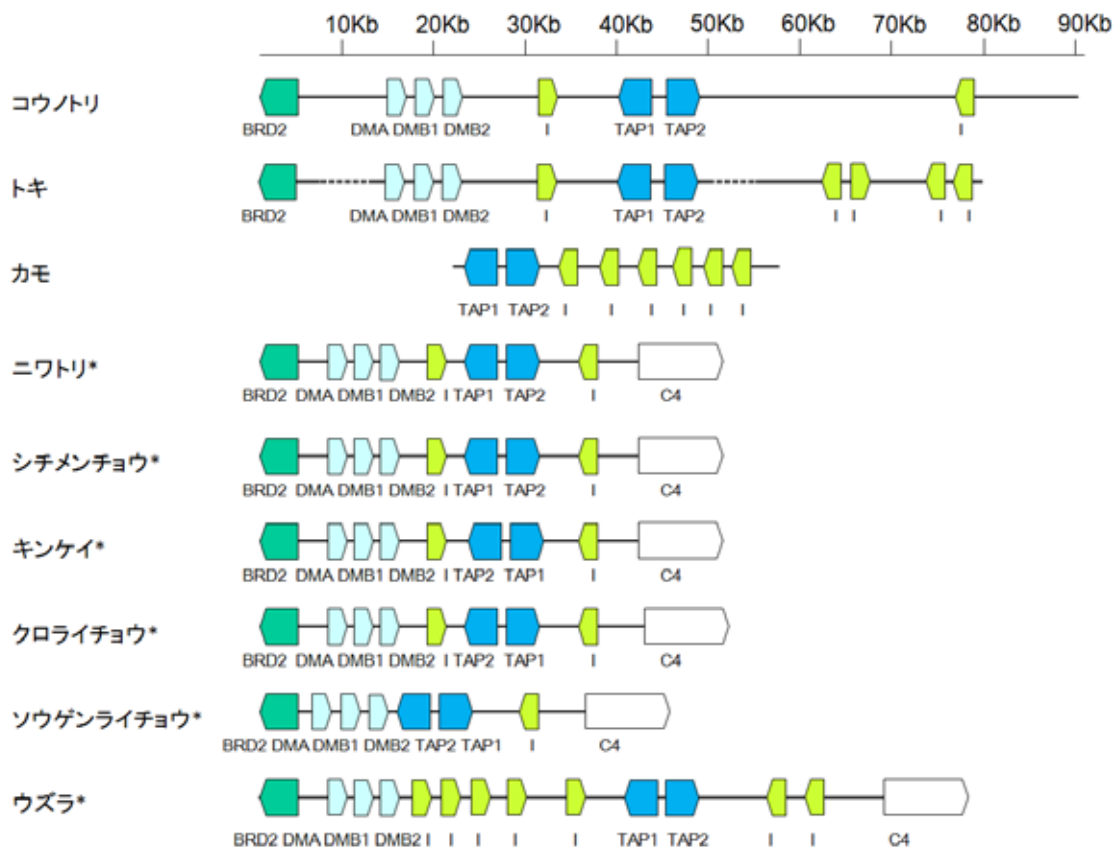 10Kb 20Kb 30Kb 40Kb 50Kb 60Kb 70Kb 80Kb 90Kb
コウノトリ
BRD2 DMA DMB1 DMB2 I TAP1 TAP2 I
トキ
BRD2 DMA DMB1 DMB2 I TAP1 TAP2 I I I I
カモ
TAP1 TAP2 I I I I I I
ニワトリ*
BRD2 DMA DMB1 DMB2 I TAP1 TAP2 I C4
シチメンチョウ*
BRD2 DMA DMB1 DMB2 I TAP1 TAP2 I C4
キンケイ*
BRD2 DMA DMB1 DMB2 I TAP2 TAP1 I C4
クロライチョウ*
BRD2 DMA DMB1 DMB2 I TAP2 TAP1 I C4
ソウゲンライチョウ*
BRD2 DMA DMB1 DMB2 TAP2 TAP1 I C4
ウズラ*
BRD2 DMA DMB1 DMB2 I I I I I TAP1 TAP2 I I C4